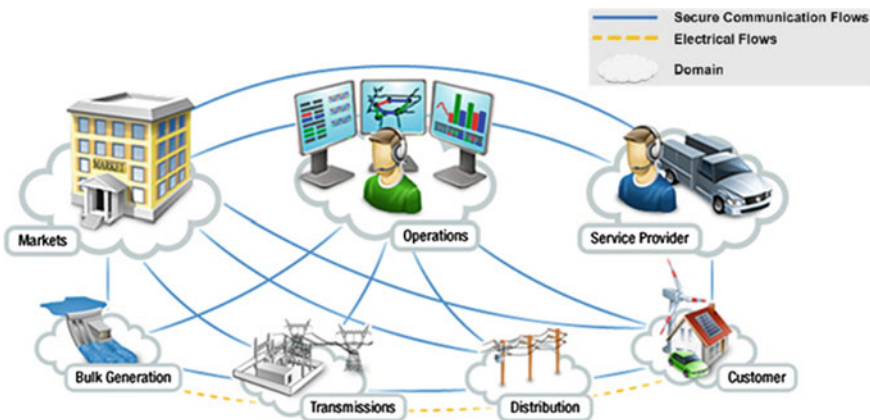 Secure Communication Flows
Electrical Flows
Domain
MARKET
Markets
Operations
Service Provider
Bulk Generation
Transmissions
Distribution
Customer